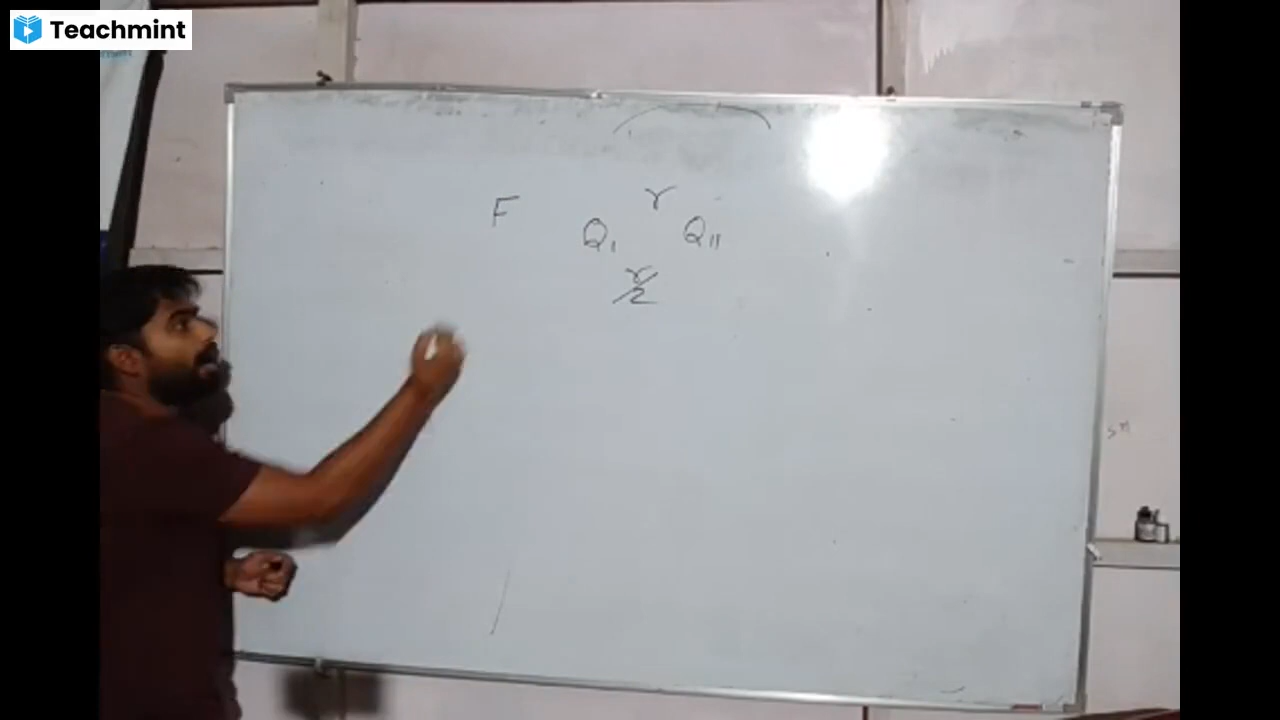 Teachmint
F Q₁ r Q₁₁
r/2